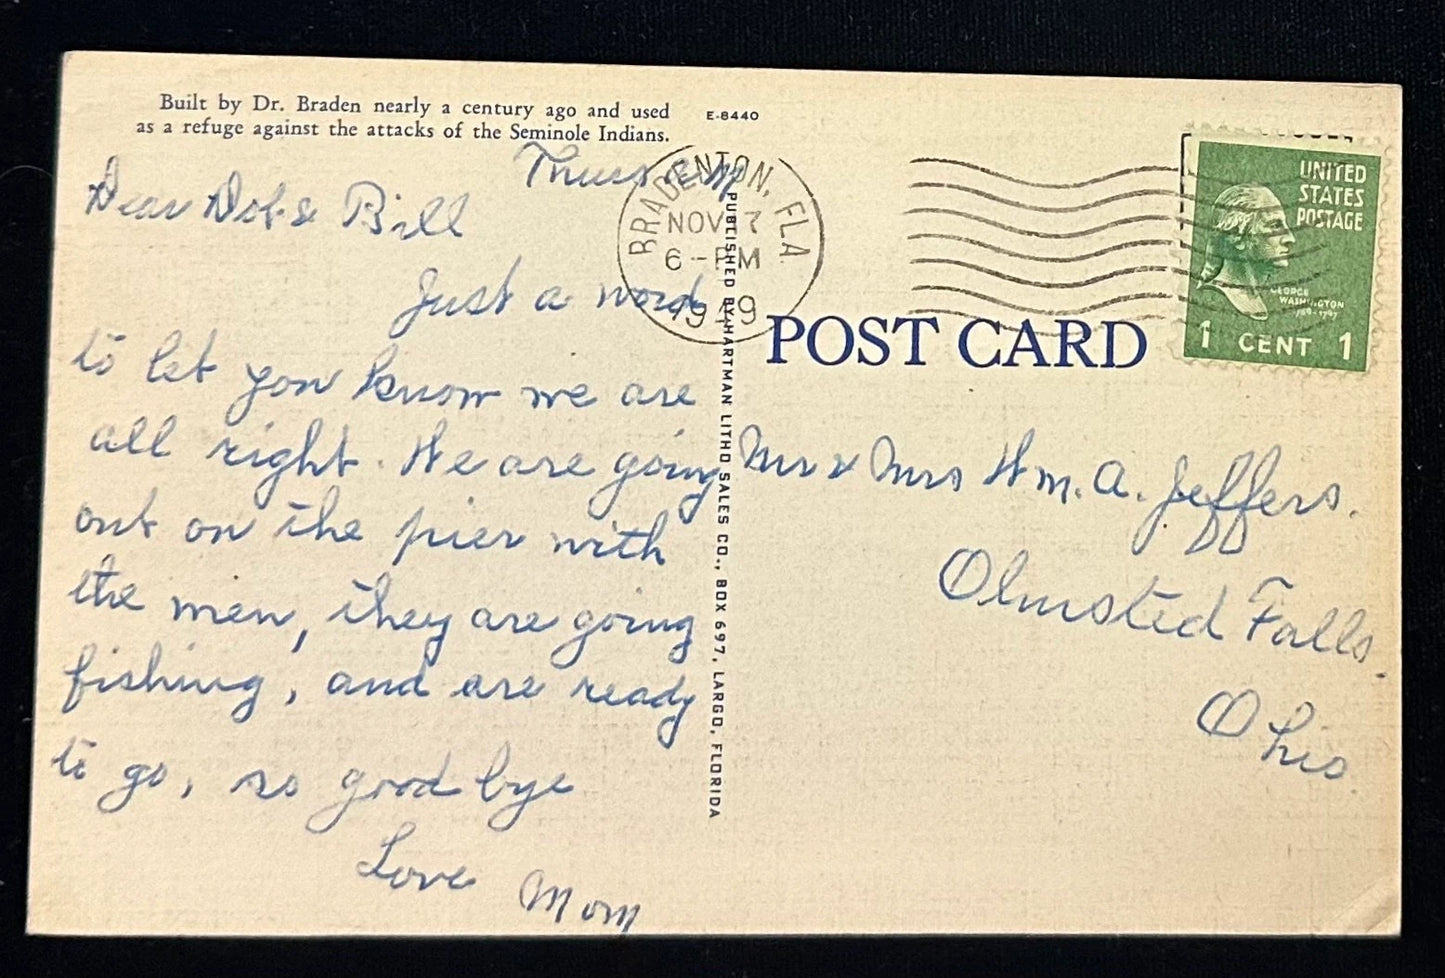 Built by Dr. Braden nearly a century ago and used
as a refuge against the attacks of the Seminole Indians.
E-8440
Thurs
Dear Dot & Bill
Just a word
to let you know we are
all right. We are going
out on the pier with
the men, they are going
fishing, and are ready
to go, so good bye
Love Mom
PUBLISHED BY HARTMAN LITHO SALES CO., BOX 697, LARGO, FLORIDA
BRADENTON, FLA.
NOV 7
6-PM
1949
POST CARD
UNITED
STATES
POSTAGE
GEORGE
WASHINGTON
1 CENT 1
Mr & Mrs Wm. A. Jeffers.
Olmsted Falls.
Ohio